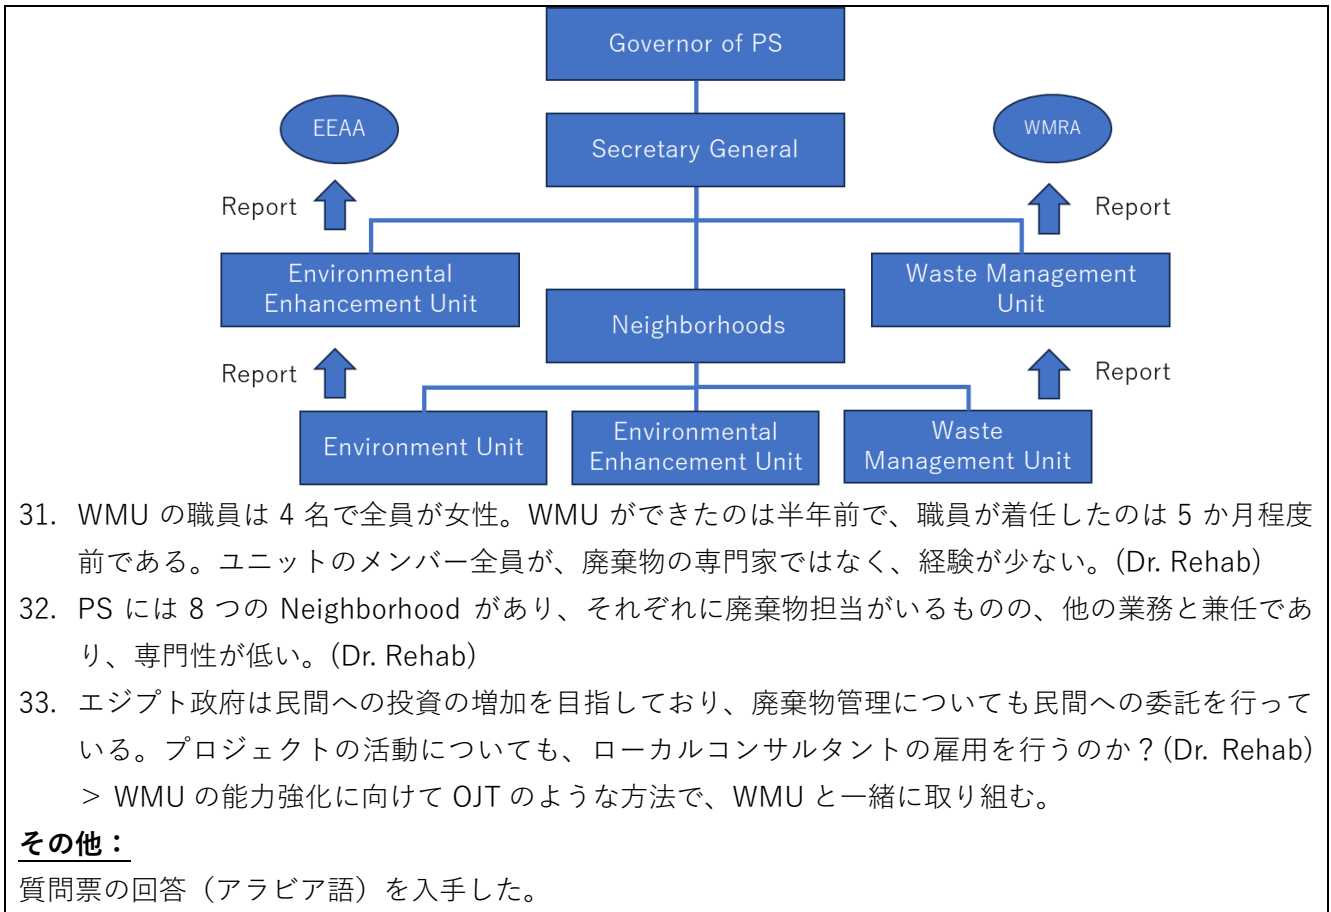 Governor of PS
EEAA
Secretary General
WMRA
Report
Report
Environmental
Enhancement Unit
Waste Management
Unit
Neighborhoods
Report
Report
Environment Unit
Environmental
Enhancement Unit
Waste
Management Unit
31. WMU の職員は 4 名で全員が女性。WMU ができたのは半年前で、職員が着任したのは 5 か月程度
前である。ユニットのメンバー全員が、廃棄物の専門家ではなく、経験が少ない。(Dr. Rehab)
32. PS には 8 つの Neighborhood があり、それぞれに廃棄物担当がいるものの、他の業務と兼任であ
り、専門性が低い。(Dr. Rehab)
33. エジプト政府は民間への投資の増加を目指しており、廃棄物管理についても民間への委託を行って
いる。プロジェクトの活動についても、ローカルコンサルタントの雇用を行うのか？(Dr. Rehab)
> WMU の能力強化に向けて OJT のような方法で、WMU と一緒に取り組む。
その他：
質問票の回答（アラビア語）を入手した。